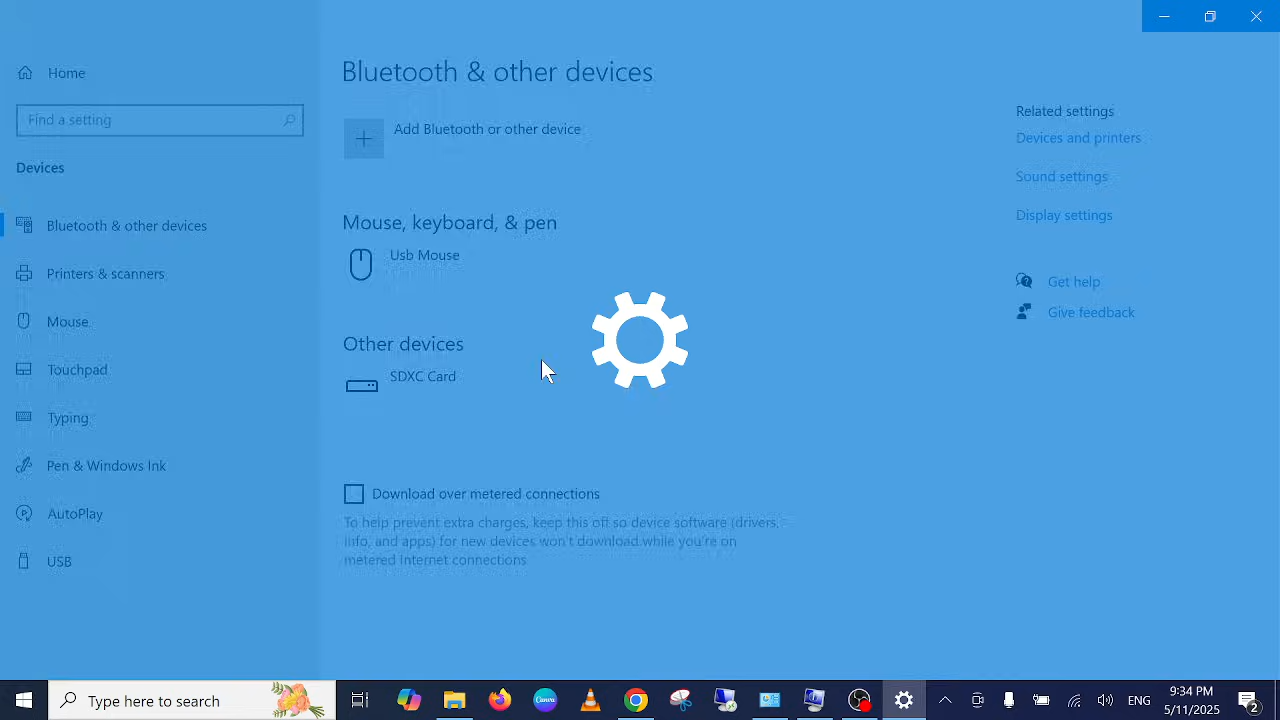 Home
Find a setting
Devices
Bluetooth & other devices
Printers & scanners
Mouse
Touchpad
Typing
Pen & Windows Ink
AutoPlay
USB
Bluetooth & other devices
Add Bluetooth or other device
Mouse, keyboard, & pen
Usb Mouse
Other devices
SDXC Card
Download over metered connections
To help prevent extra charges, keep this off so device software (drivers,
info, and apps) for new devices won't download while you're on
metered Internet connections.
Related settings
Devices and printers
Sound settings
Display settings
Get help
Give feedback
Type here to search
Canva
ENG
9:34 PM
5/11/2025
2